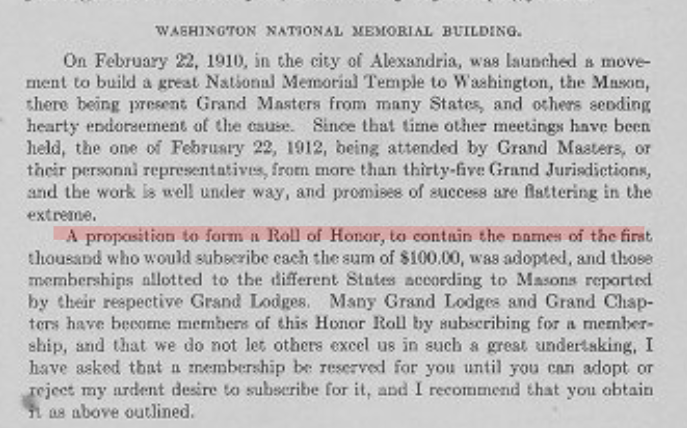 WASHINGTON NATIONAL MEMORIAL BUILDING.
On February 22, 1910, in the city of Alexandria, was launched a move-
ment to build a great National Memorial Temple to Washington, the Mason,
there being present Grand Masters from many States, and others sending
hearty endorsement of the cause. Since that time other meetings have been
held, the one of February 22, 1912, being attended by Grand Masters, or
their personal representatives, from more than thirty-five Grand Jurisdictions,
and the work is well under way, and promises of success are flattering in the
extreme.
A proposition to form a Roll of Honor, to contain the names of the first
thousand who would subscribe each the sum of $100.00, was adopted, and those
memberships allotted to the different States according to Masons reported
by their respective Grand Lodges. Many Grand Lodges and Grand Chap-
ters have become members of this Honor Roll by subscribing for a member-
ship, and that we do not let others excel us in such a great undertaking, I
have asked that a membership be reserved for you until you can adopt or
reject my ardent desire to subscribe for it, and I recommend that you obtain
it as above outlined.